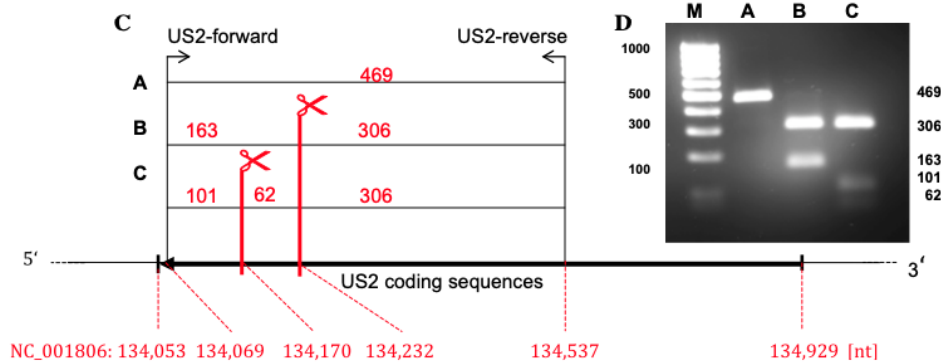 C
US2-forward
US2-reverse
A
469
B
163
306
C
101
62
306
5‘
US2 coding sequences
3‘
NC_001806: 134,053 134,069 134,170 134,232 134,537 134,929 [nt]
D
M A B C
1000
500
300
100
469
306
163
101
62